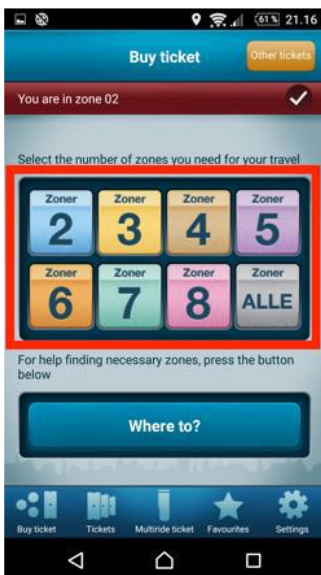 61% 21.16
Buy ticket
Other tickets
You are in zone 02
Select the number of zones you need for your travel
Zoner Zoner Zoner Zoner
2 3 4 5
Zoner Zoner Zoner Zoner
6 7 8 ALLE
For help finding necessary zones, press the button
below
Where to?
Buy ticket Tickets Multiride ticket Favourites Settings